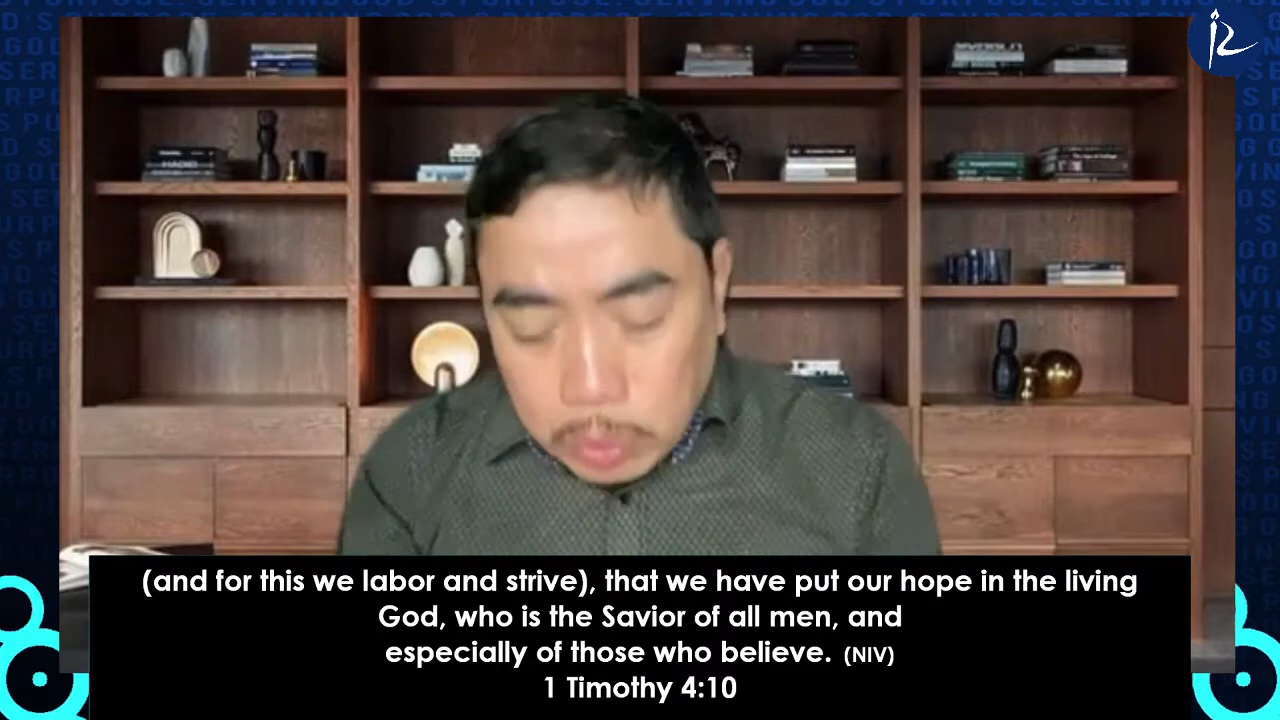 (and for this we labor and strive), that we have put our hope in the living
God, who is the Savior of all men, and
especially of those who believe. (NIV)
1 Timothy 4:10